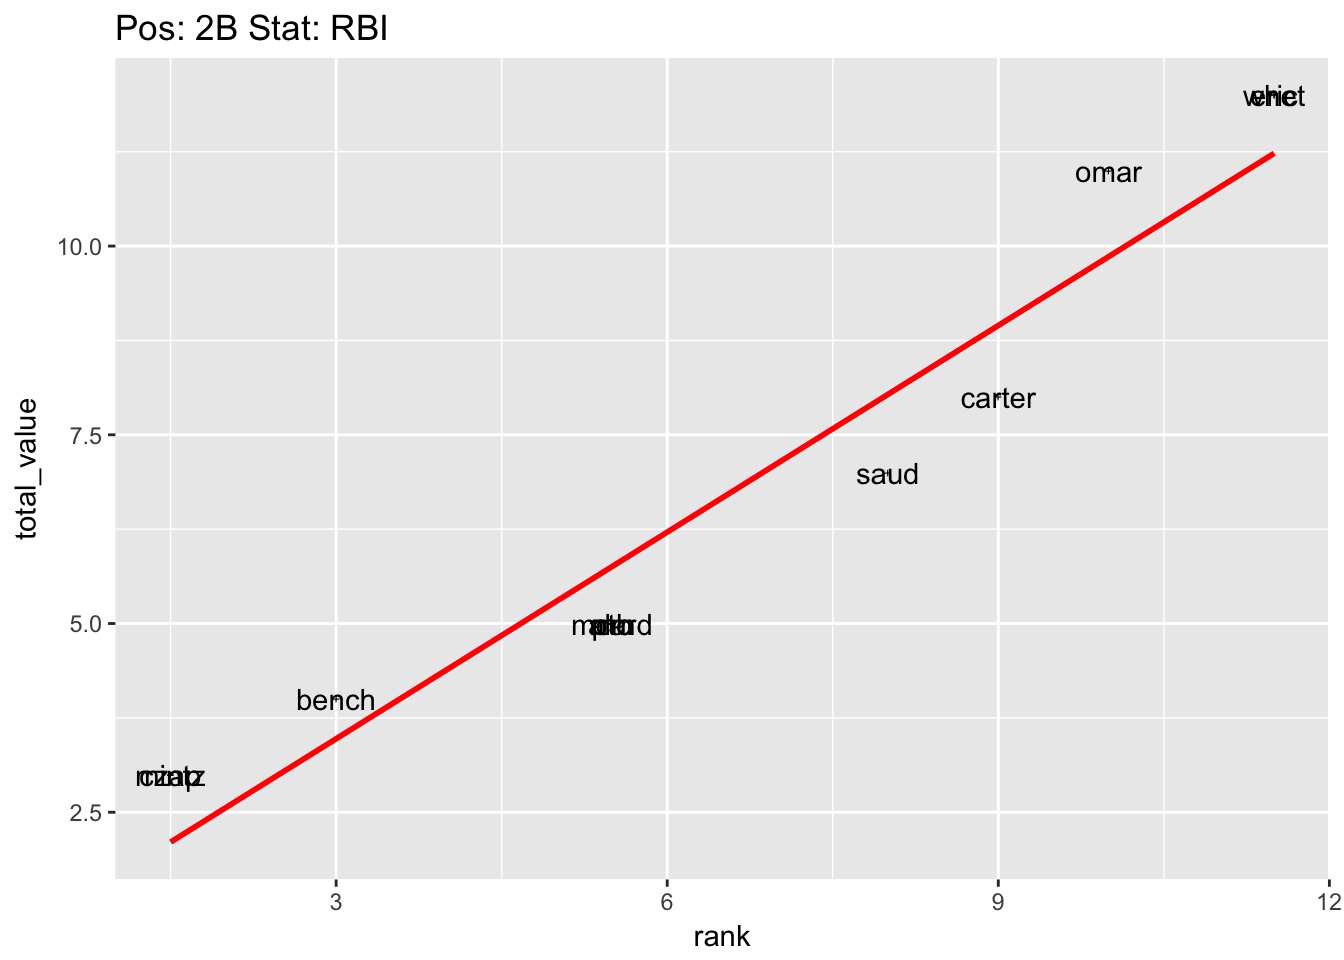 Pos: 2B Stat: RBI
total_value
10.0
7.5
5.0
2.5
omar
carter
saud
bench
3
6
9
12
rank